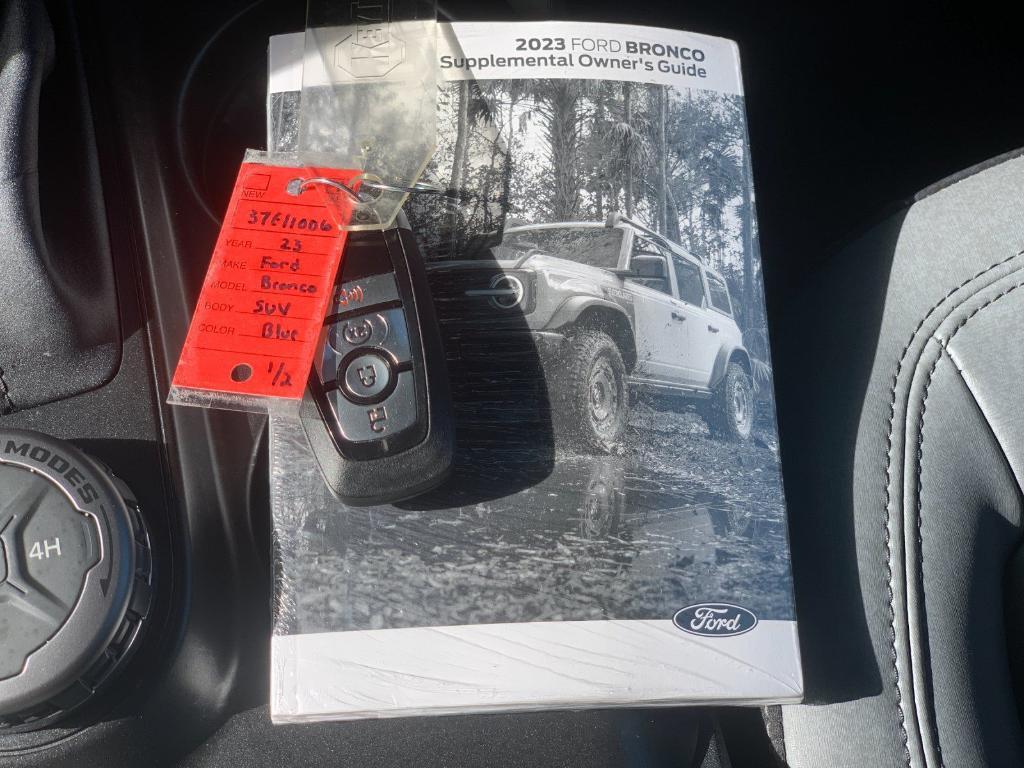 2023 FORD BRONCO
Supplemental Owner's Guide
NEW
37E11006
YEAR 23
MAKE Ford
MODEL Bronco
BODY SUV
COLOR Blue
1/2
MODES
4H
Ford